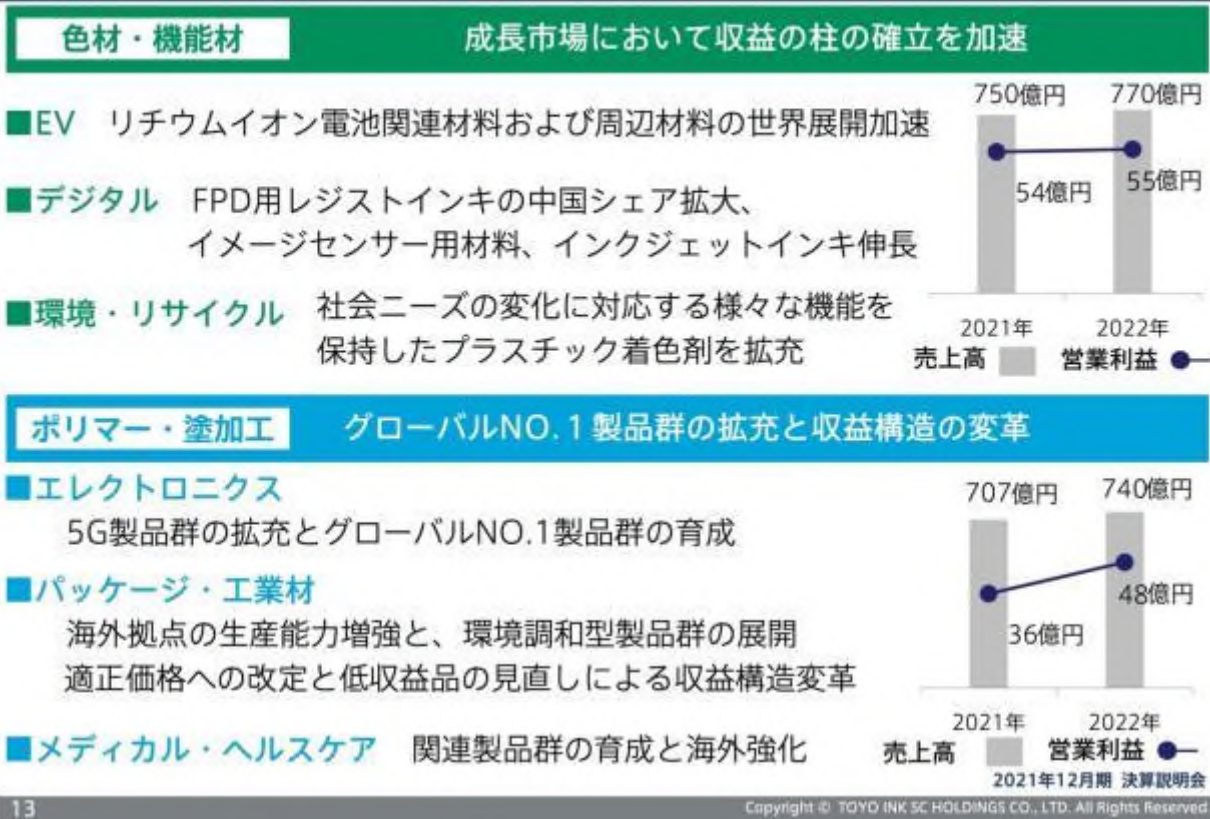 色材・機能材
成長市場において収益の柱の確立を加速
■EV リチウムイオン電池関連材料および周辺材料の世界展開加速
■デジタル FPD用レジストインキの中国シェア拡大、
イメージセンサー用材料、インクジェットインキ伸長
■環境・リサイクル 社会ニーズの変化に対応する様々な機能を
保持したプラスチック着色剤を拡充
750億円 770億円
54億円 55億円
2021年 2022年
売上高 営業利益
ポリマー・塗加工
グローバルNO.1製品群の拡充と収益構造の変革
■エレクトロニクス
5G製品群の拡充とグローバルNO.1製品群の育成
■パッケージ・工業材
海外拠点の生産能力増強と、環境調和型製品群の展開
適正価格への改定と低収益品の見直しによる収益構造変革
■メディカル・ヘルスケア 関連製品群の育成と海外強化
707億円 740億円
36億円 48億円
2021年 2022年
売上高 営業利益
2021年12月期 決算説明会
13
Copyright © TOYO INK SC HOLDINGS CO., LTD. All Rights Reserved